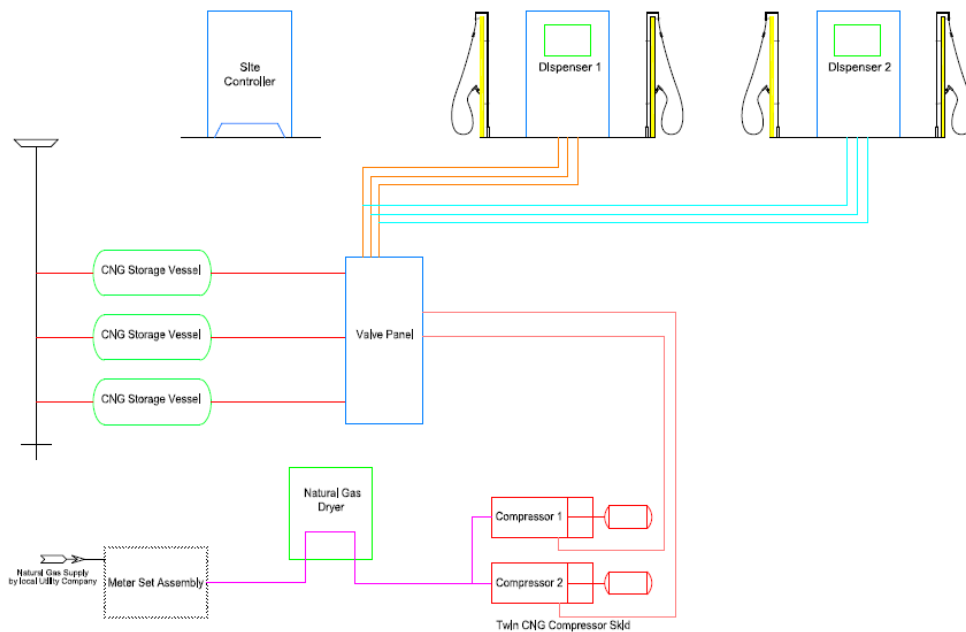 Site
Controller
Dispenser 1
Dispenser 2
CNG Storage Vessel
CNG Storage Vessel
CNG Storage Vessel
Valve Panel
Natural Gas
Dryer
Compressor 1
Compressor 2
Natural Gas Supply
by local Utility Company
Meter Set Assembly
Twin CNG Compressor Skid